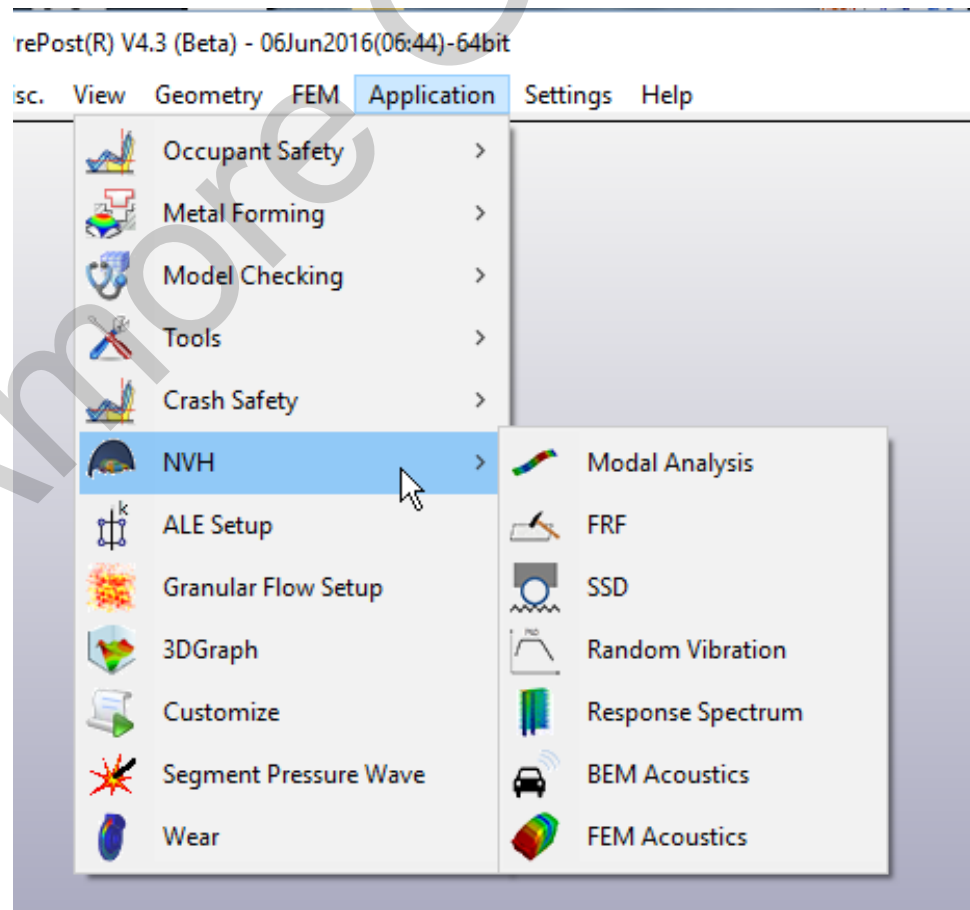 rePost(R) V4.3 (Beta) - 06Jun2016(06:44)-64bit
isc. View Geometry FEM Application Settings Help
Occupant Safety
Metal Forming
Model Checking
Tools
Crash Safety
NVH
ALE Setup
Granular Flow Setup
3DGraph
Customize
Segment Pressure Wave
Wear
Modal Analysis
FRF
SSD
Random Vibration
Response Spectrum
BEM Acoustics
FEM Acoustics